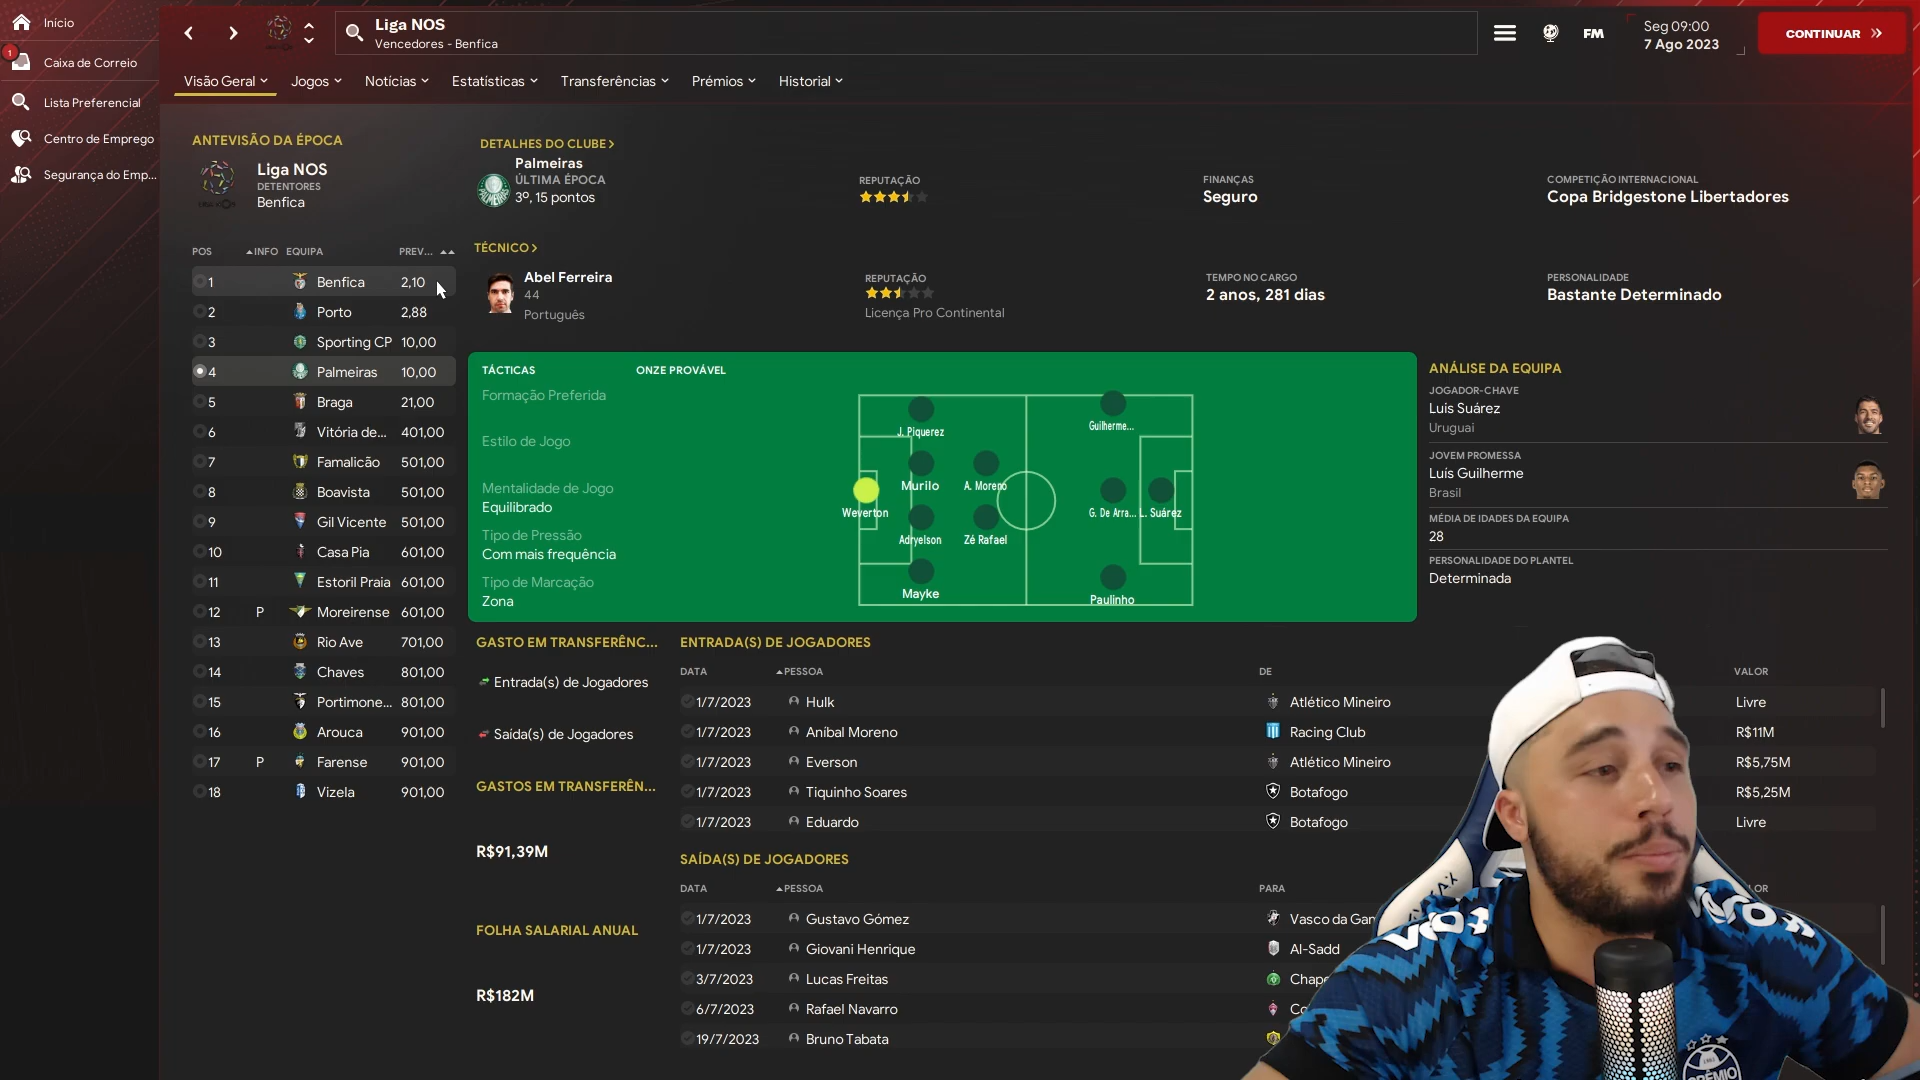 Início
1
Caixa de Correio
Lista Preferencial
Centro de Emprego
Segurança do Emp...
Liga NOS
Vencedores - Benfica
FM
Seg 09:00
7 Ago 2023
CONTINUAR
Visão Geral
Jogos
Notícias
Estatísticas
Transferências
Prémios
Historial
ANTEVISÃO DA ÉPOCA
Liga NOS
DETENTORES
Benfica
POS INFO EQUIPA PREV...
1 Benfica 2,10
2 Porto 2,88
3 Sporting CP 10,00
4 Palmeiras 10,00
5 Braga 21,00
6 Vitória de... 401,00
7 Famalicão 501,00
8 Boavista 501,00
9 Gil Vicente 501,00
10 Casa Pia 601,00
11 Estoril Praia 601,00
12 P Moreirense 601,00
13 Rio Ave 701,00
14 Chaves 801,00
15 Portimone... 801,00
16 Arouca 901,00
17 P Farense 901,00
18 Vizela 901,00
DETALHES DO CLUBE >
Palmeiras
ÚLTIMA ÉPOCA
3º, 15 pontos
REPUTAÇÃO
FINANÇAS
Seguro
COMPETIÇÃO INTERNACIONAL
Copa Bridgestone Libertadores
TÉCNICO >
Abel Ferreira
44
Português
REPUTAÇÃO
Licença Pro Continental
TEMPO NO CARGO
2 anos, 281 dias
PERSONALIDADE
Bastante Determinado
TÁCTICAS
Formação Preferida
Estilo de Jogo
Mentalidade de Jogo
Equilibrado
Tipo de Pressão
Com mais frequência
Tipo de Marcação
Zona
ONZE PROVÁVEL
J. Piquerez
Guilherme...
Murilo
A. Moreno
Weverton
G. De Arra...
L. Suárez
Adryelson
Zé Rafael
Mayke
Paulinho
ANÁLISE DA EQUIPA
JOGADOR-CHAVE
Luis Suárez
Uruguai
JOVEM PROMESSA
Luís Guilherme
Brasil
MÉDIA DE IDADES DA EQUIPA
28
PERSONALIDADE DO PLANTEL
Determinada
GASTO EM TRANSFERÊNC...
Entrada(s) de Jogadores
Saída(s) de Jogadores
GASTOS EM TRANSFERÊN...
R$91,39M
FOLHA SALARIAL ANUAL
R$182M
ENTRADA(S) DE JOGADORES
DATA PESSOA DE VALOR
1/7/2023 Hulk Atlético Mineiro Livre
1/7/2023 Aníbal Moreno Racing Club R$11M
1/7/2023 Everson Atlético Mineiro R$5,75M
1/7/2023 Tiquinho Soares Botafogo R$5,25M
1/7/2023 Eduardo Botafogo Livre
SAÍDA(S) DE JOGADORES
DATA PESSOA PARA
1/7/2023 Gustavo Gómez Vasco da Gam
1/7/2023 Giovani Henrique Al-Sadd
3/7/2023 Lucas Freitas Chape
6/7/2023 Rafael Navarro Co
19/7/2023 Bruno Tabata
GRÊMIO